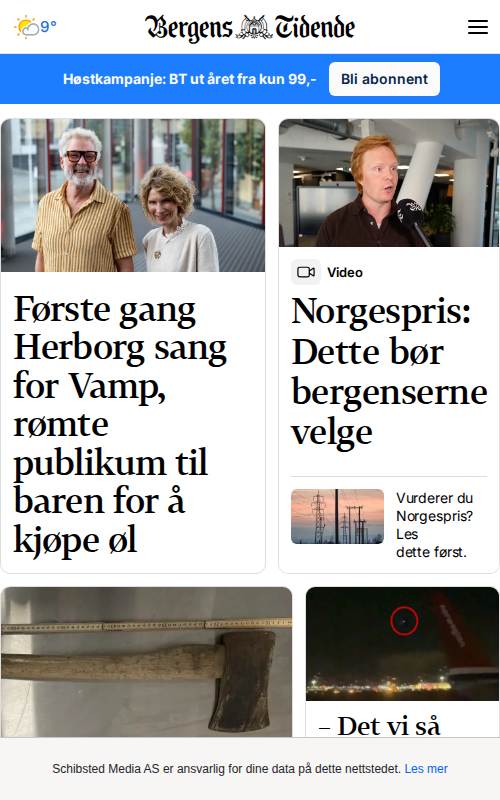 9°
Bergens Tidende
Høstkampanje: BT ut året fra kun 99,-
Bli abonnent
Første gang
Herborg sang
for Vamp,
rømte
publikum til
baren for å
kjøpe øl
Video
Norgespris:
Dette bør
bergenserne
velge
Vurderer du
Norgespris?
Les
dette først.
– Det vi så
Schibsted Media AS er ansvarlig for dine data på dette nettstedet. Les mer